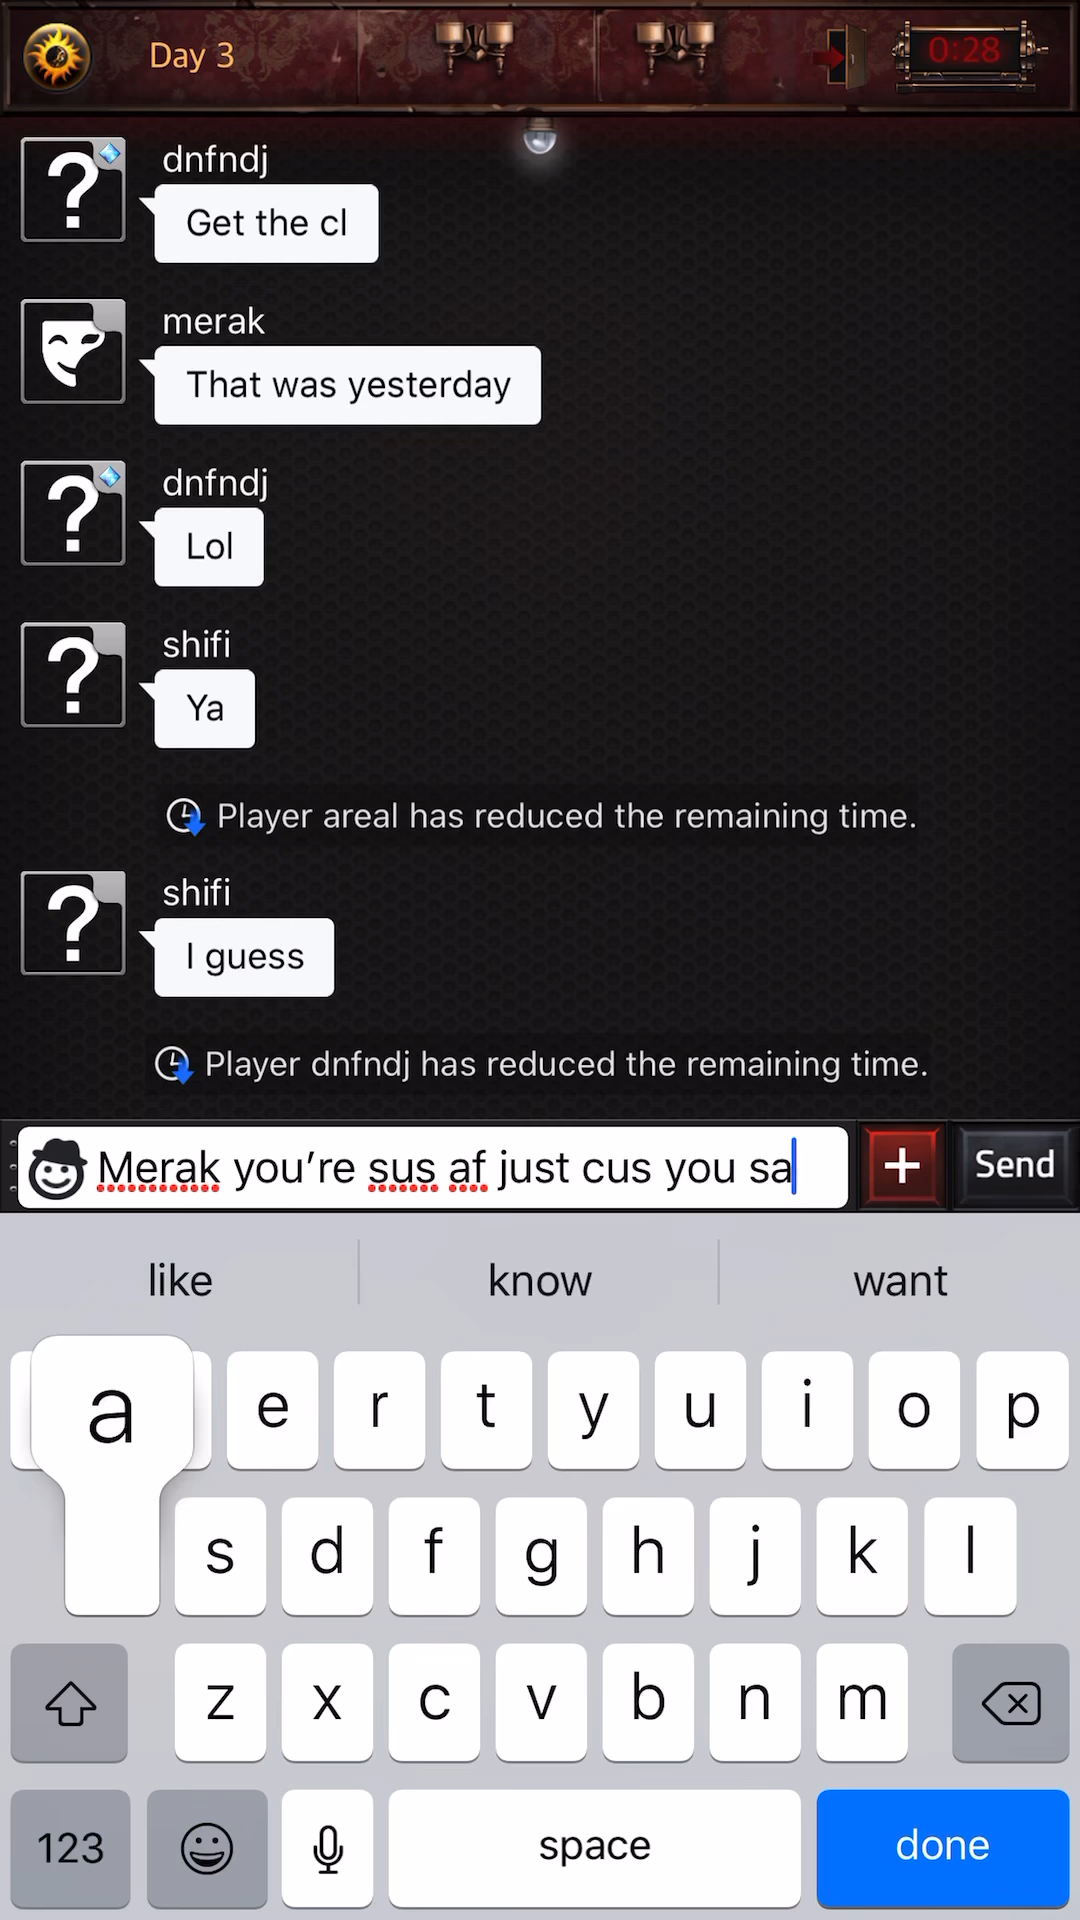 Day 3
0:28
dnfndj
Get the cl
merak
That was yesterday
dnfndj
Lol
shifi
Ya
Player areal has reduced the remaining time.
shifi
I guess
Player dnfndj has reduced the remaining time.
Merak you’re sus af just cus you sa
Send
like know want
a e r t y u i o p
s d f g h j k l
z x c v b n m
123 space done